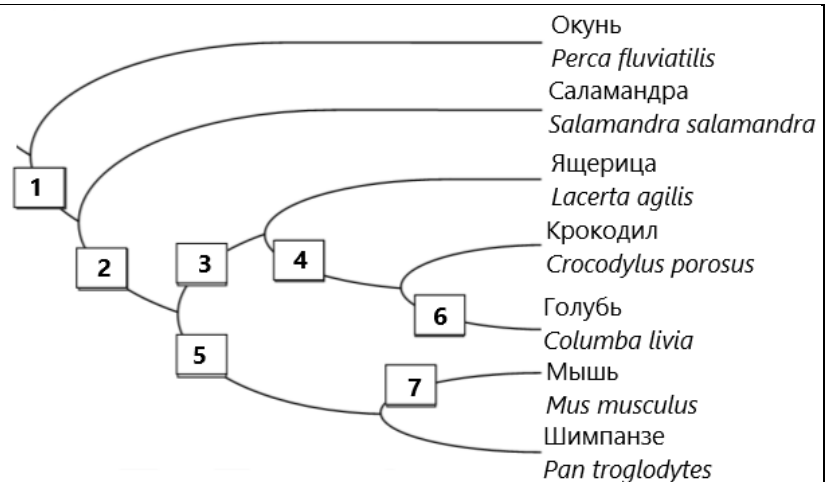 Окунь
Perca fluviatilis
Саламандра
Salamandra salamandra
1
Ящерица
Lacerta agilis
Крокодил
2
3
4
Crocodylus porosus
Голубь
6
Columba livia
5
Мышь
7
Mus musculus
Шимпанзе
Pan troglodytes